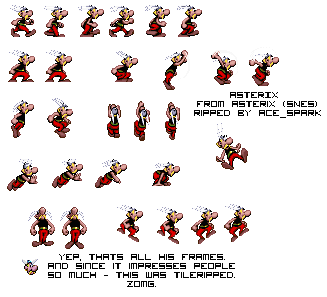 ASTERIX
FROM ASTERIX (SNES)
RIPPED BY ACE_SPARK
YEP, THATS ALL HIS FRAMES.
AND SINCE IT IMPRESSES PEOPLE
SO MUCH - THIS WAS TILERIPPED.
ZOMG.